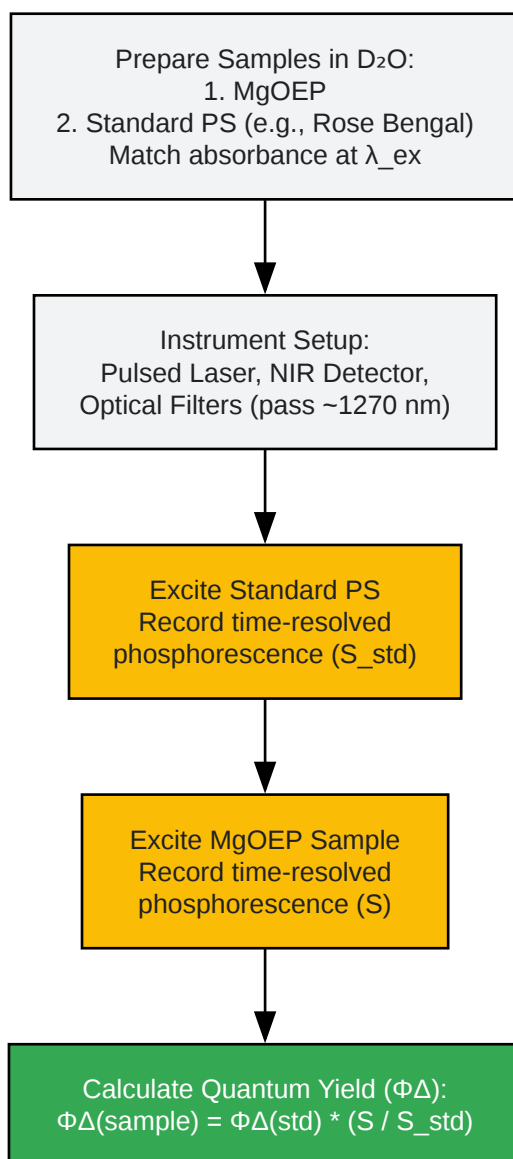 Prepare Samples in D₂O:
1. MgOEP
2. Standard PS (e.g., Rose Bengal)
Match absorbance at λ_ex
Instrument Setup:
Pulsed Laser, NIR Detector,
Optical Filters (pass ~1270 nm)
Excite Standard PS
Record time-resolved
phosphorescence (S_std)
Excite MgOEP Sample
Record time-resolved
phosphorescence (S)
Calculate Quantum Yield (ΦΔ):
ΦΔ(sample) = ΦΔ(std) * (S / S_std)